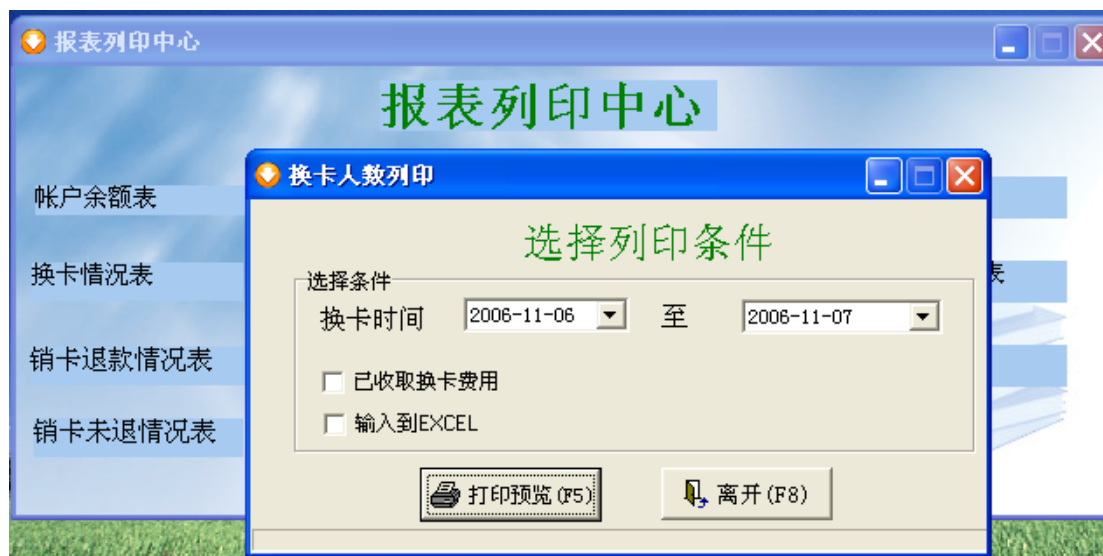 报表列印中心
报表列印中心
帐户余额表
换卡情况表
表
销卡退款情况表
销卡未退情况表
换卡人数列印
选择列印条件
选择条件
换卡时间 2006-11-06 至 2006-11-07
已收取换卡费用
输入到EXCEL
打印预览(F5) 离开(F8)